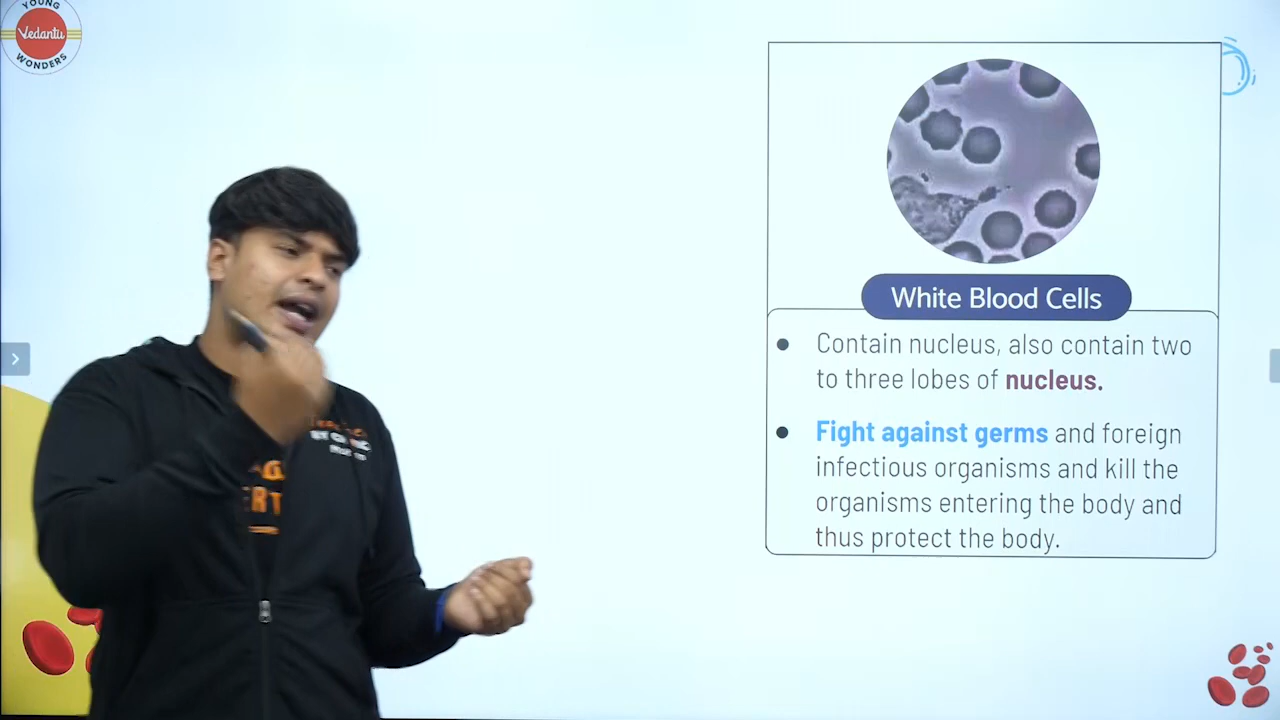 YOUNG
Vedantu
WONDERS
White Blood Cells
Contain nucleus, also contain two
to three lobes of nucleus.
Fight against germs and foreign
infectious organisms and kill the
organisms entering the body and
thus protect the body.
BY